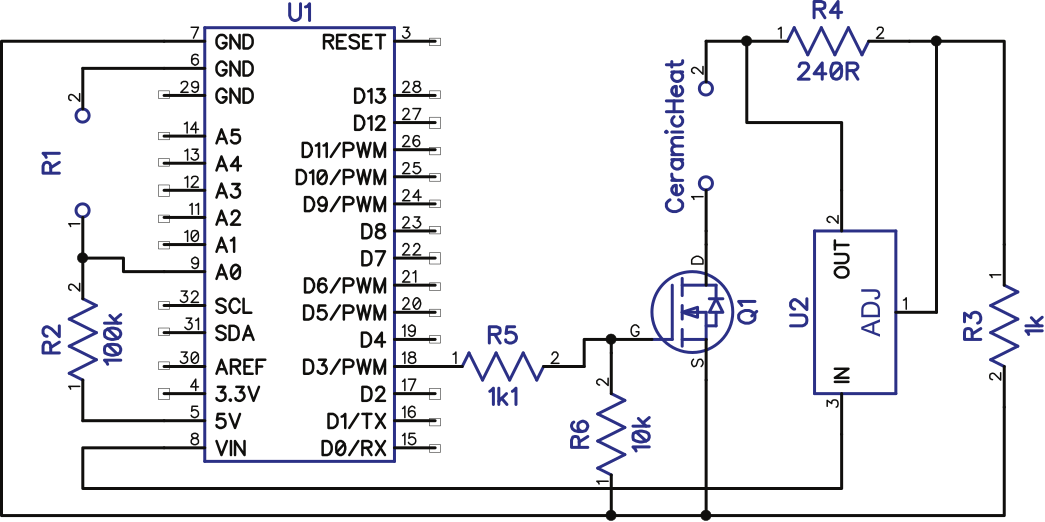 U1
7 GND
6 GND
29 GND
14 A5
13 A4
12 A3
11 A2
10 A1
9 A0
32 SCL
31 SDA
30 AREF
4 3.3V
5 5V
8 VIN
RESET 3
D13 28
D12 27
D11/PWM 26
D10/PWM 25
D9/PWM 24
D8 23
D7 22
D6/PWM 21
D5/PWM 20
D4 19
D3/PWM 18
D2 17
D1/TX 16
D0/RX 15
2
R1
1
2
R2
100k
1
R5
1 2
1k1
2
R6
10k
1
CeramicHeat
2
1
D
G
S
Q1
R4
1 2
240R
U2
2
OUT
ADJ
1
IN
3
1
R3
1k
2